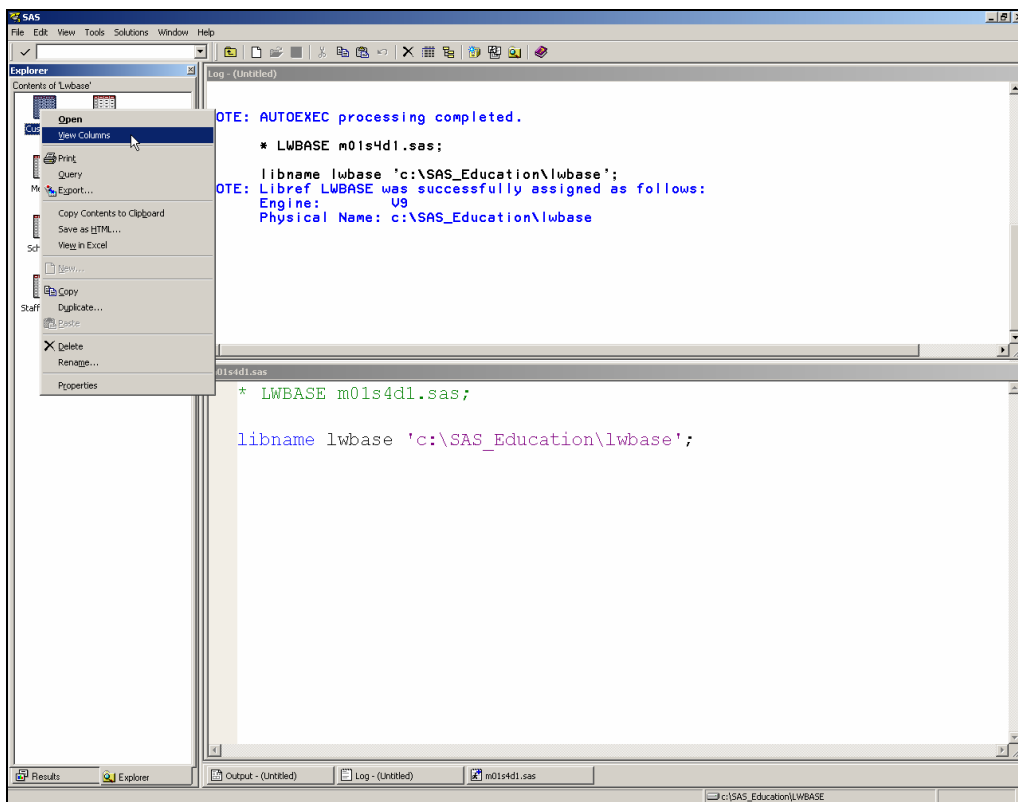 SAS
File Edit View Tools Solutions Window Help
Explorer
Contents of 'Lwbase'
Open
View Columns
Print
Query
Export...
Copy Contents to Clipboard
Save as HTML...
View in Excel
New...
Copy
Duplicate...
Paste
Delete
Rename...
Properties
Staff
Log - (Untitled)
OTE: AUTOEXEC processing completed.
* LWBASE m01s4d1.sas;
libname lwbase 'c:\SAS_Education\lwbase';
OTE: Libref LWBASE was successfully assigned as follows:
Engine: V9
Physical Name: c:\SAS_Education\lwbase
m01s4d1.sas
* LWBASE m01s4d1.sas;
libname lwbase 'c:\SAS_Education\lwbase';
Results Explorer Output - (Untitled) Log - (Untitled) m01s4d1.sas
c:\SAS_Education\LWBASE